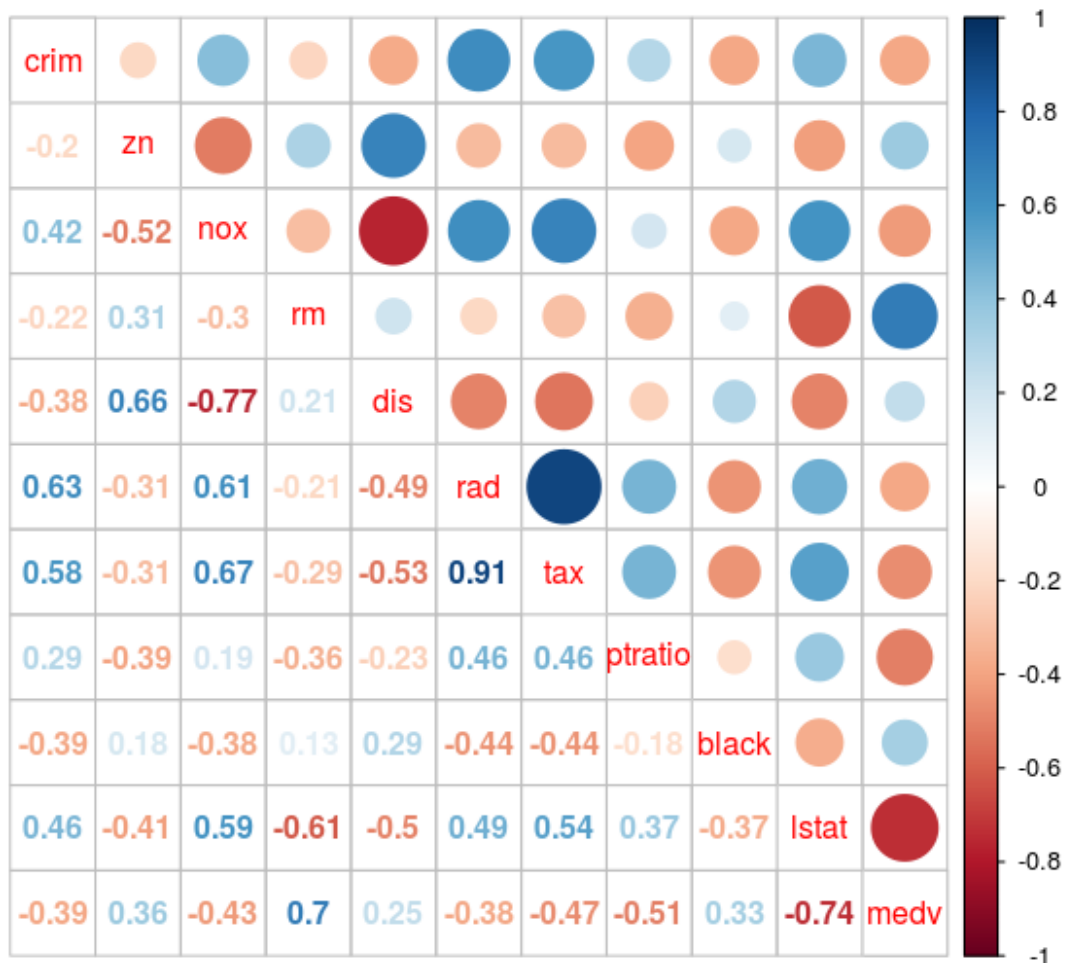 1
crim
0.8
-0.2 zn
0.6
0.42 -0.52 nox
0.4
-0.22 0.31 -0.3 rm
0.2
-0.38 0.66 -0.77 0.21 dis
0.63 -0.31 0.61 -0.21 -0.49 rad
0
0.58 -0.31 0.67 -0.29 -0.53 0.91 tax
-0.2
0.29 -0.39 0.19 -0.36 -0.23 0.46 0.46 ptratio
-0.4
-0.39 0.18 -0.38 0.13 0.29 -0.44 -0.44 -0.18 black
-0.6
0.46 -0.41 0.59 -0.61 -0.5 0.49 0.54 0.37 -0.37 lstat
-0.8
-0.39 0.36 -0.43 0.7 0.25 -0.38 -0.47 -0.51 0.33 -0.74 medv
-1